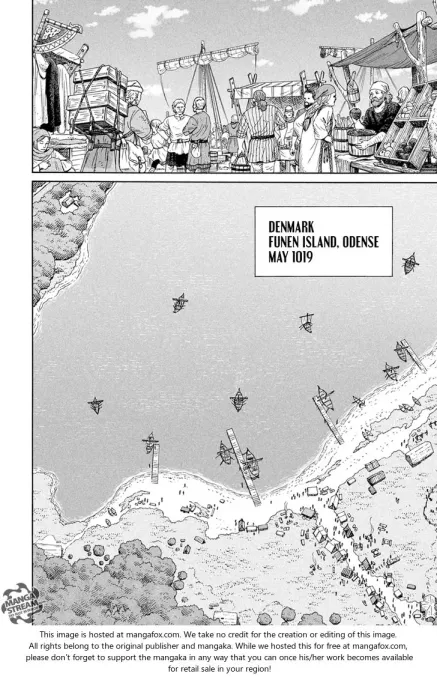 DENMARK
FUNEN ISLAND, ODENSE
MAY 1019
MANGA
STREAM
This image is hosted at mangafox.com. We take no credit for the creation or editing of this image.
All rights belong to the original publisher and mangaka. While we hosted this for free at mangafox.com,
please don't forget to support the mangaka in any way that you can once his/her work becomes available
for retail sale in your region!